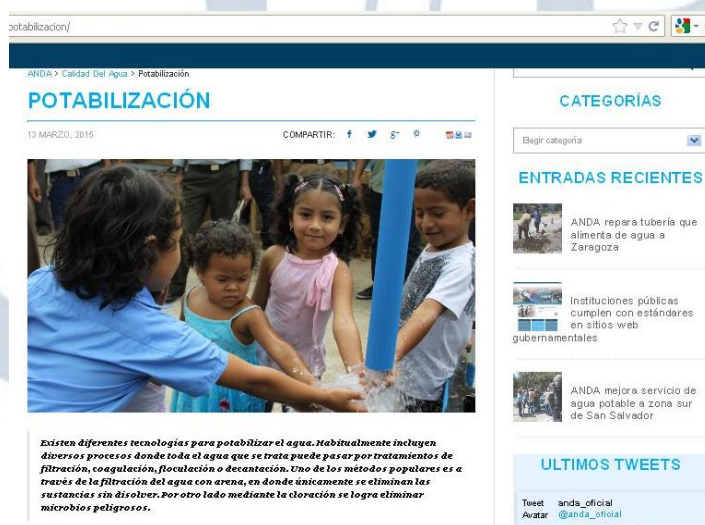 otabilizacion/
ANDA > Calidad Del Agua > Potabilización
POTABILIZACIÓN
13 MARZO, 2015
COMPARTIR:
Existen diferentes tecnologías para potabilizar el agua. Habitualmente incluyen
diversos procesos donde toda el agua que se trata puede pasar por tratamientos de
filtración, coagulación, floculación o decantación. Uno de los métodos populares es a
través de la filtración del agua con arena, en donde únicamente se eliminan las
sustancias sin disolver. Por otro lado mediante la cloración se logra eliminar
microbios peligrosos.
CATEGORÍAS
Elegir categoría
ENTRADAS RECIENTES
ANDA repara tubería que
alimenta de agua a
Zaragoza
Instituciones públicas
cumplen con estándares
en sitios web
gubernamentales
ANDA mejora servicio de
agua potable a zona sur
de San Salvador
ULTIMOS TWEETS
Tweet anda_oficial
Avatar @anda_oficial